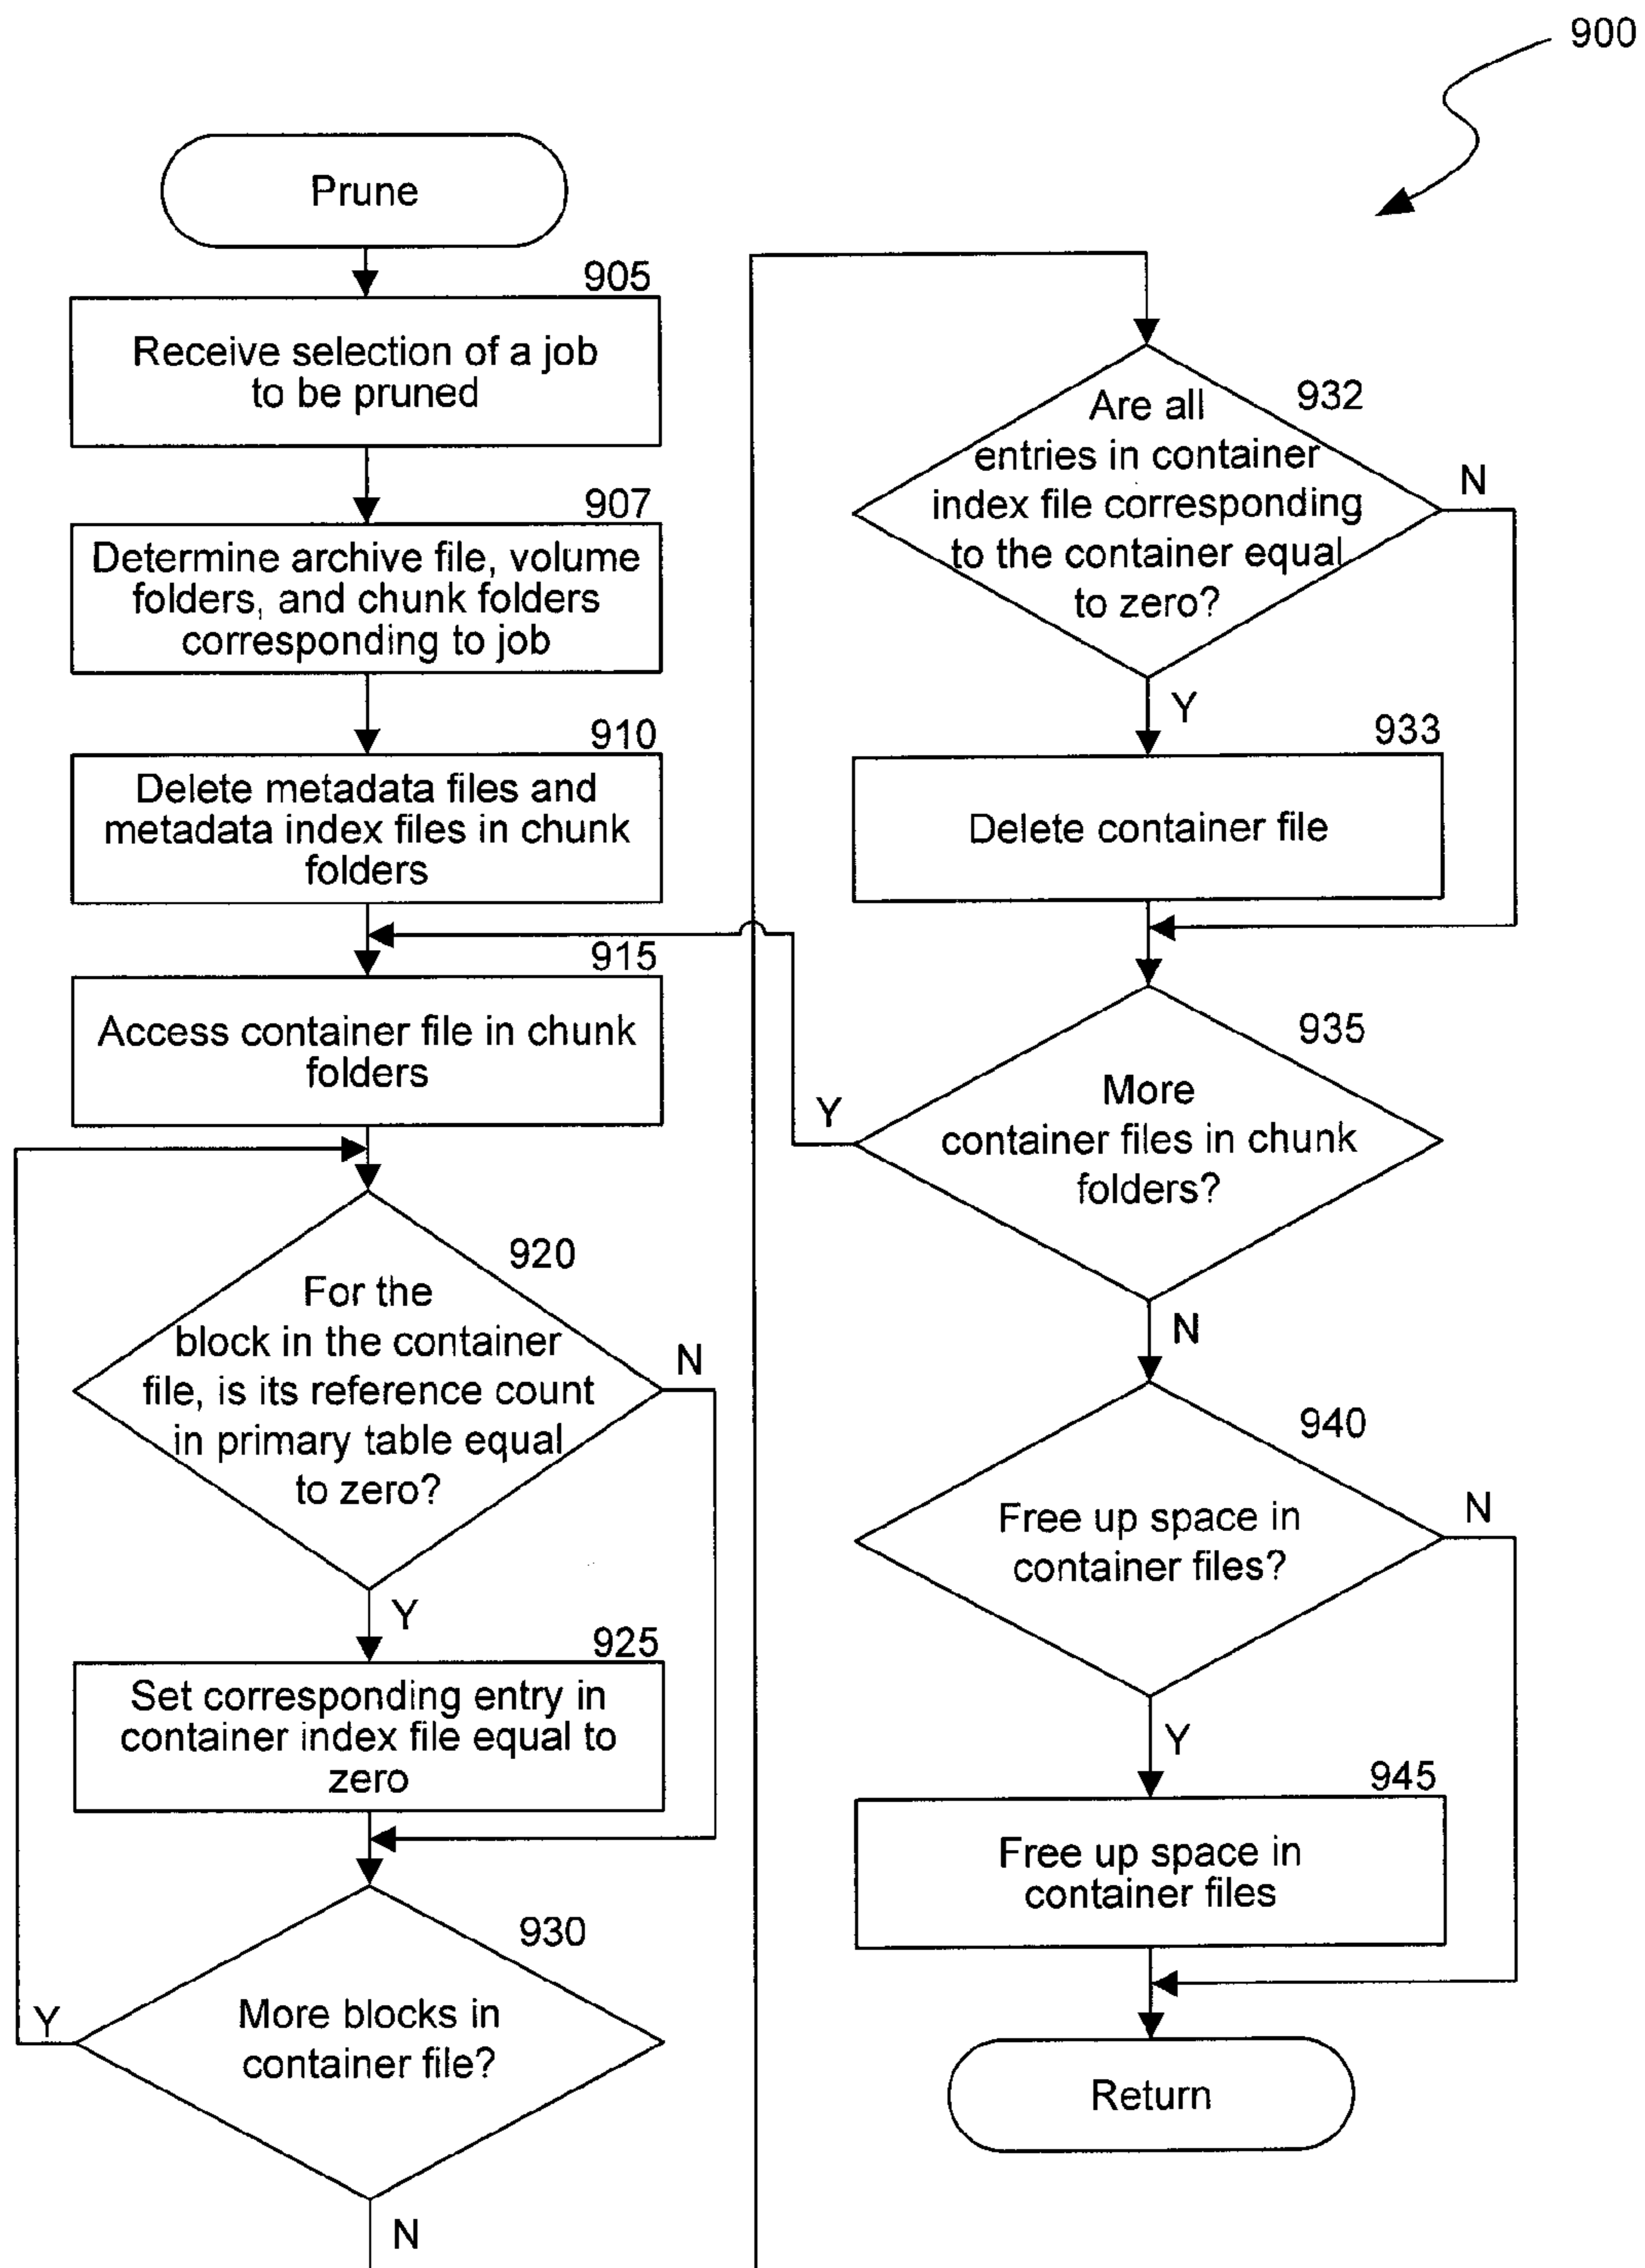 900
Prune
905
Receive selection of a job
to be pruned
907
Determine archive file, volume
folders, and chunk folders
corresponding to job
910
Delete metadata files and
metadata index files in chunk
folders
915
Access container file in chunk
folders
920
For the
block in the container
file, is its reference count
in primary table equal
to zero?
N
Y
925
Set corresponding entry in
container index file equal to
zero
930
More blocks in
container file?
Y
N
932
Are all
entries in container
index file corresponding
to the container equal
to zero?
N
Y
933
Delete container file
935
More
container files in chunk
folders?
Y
N
940
Free up space in
container files?
N
Y
945
Free up space in
container files
Return